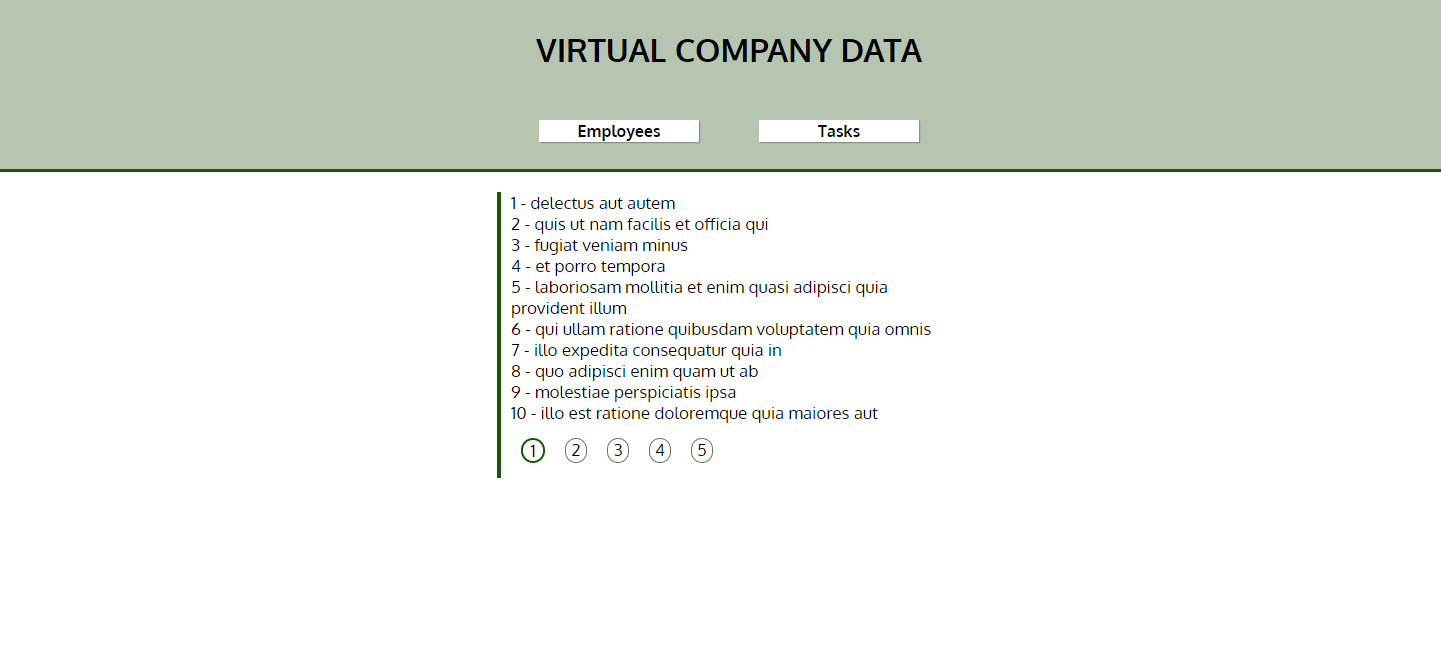 VIRTUAL COMPANY DATA
Employees Tasks
1 - delectus aut autem
2 - quis ut nam facilis et officia qui
3 - fugiat veniam minus
4 - et porro tempora
5 - laboriosam mollitia et enim quasi adipisci quia
provident illum
6 - qui ullam ratione quibusdam voluptatem quia omnis
7 - illo expedita consequatur quia in
8 - quo adipisci enim quam ut ab
9 - molestiae perspiciatis ipsa
10 - illo est ratione doloremque quia maiores aut
1 2 3 4 5